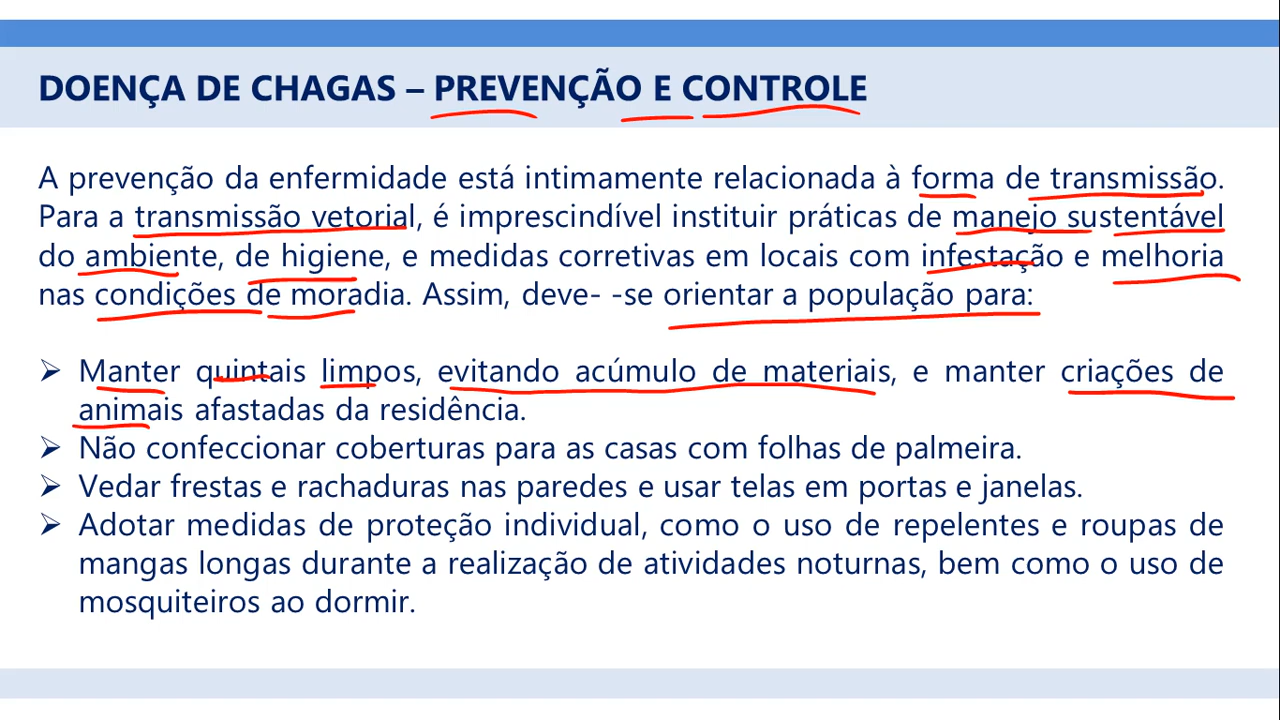 DOENÇA DE CHAGAS – PREVENÇÃO E CONTROLE
A prevenção da enfermidade está intimamente relacionada à forma de transmissão.
Para a transmissão vetorial, é imprescindível instituir práticas de manejo sustentável
do ambiente, de higiene, e medidas corretivas em locais com infestação e melhoria
nas condições de moradia. Assim, deve- -se orientar a população para:
➢ Manter quintais limpos, evitando acúmulo de materiais, e manter criações de
animais afastadas da residência.
➢ Não confeccionar coberturas para as casas com folhas de palmeira.
➢ Vedar frestas e rachaduras nas paredes e usar telas em portas e janelas.
➢ Adotar medidas de proteção individual, como o uso de repelentes e roupas de
mangas longas durante a realização de atividades noturnas, bem como o uso de
mosquiteiros ao dormir.